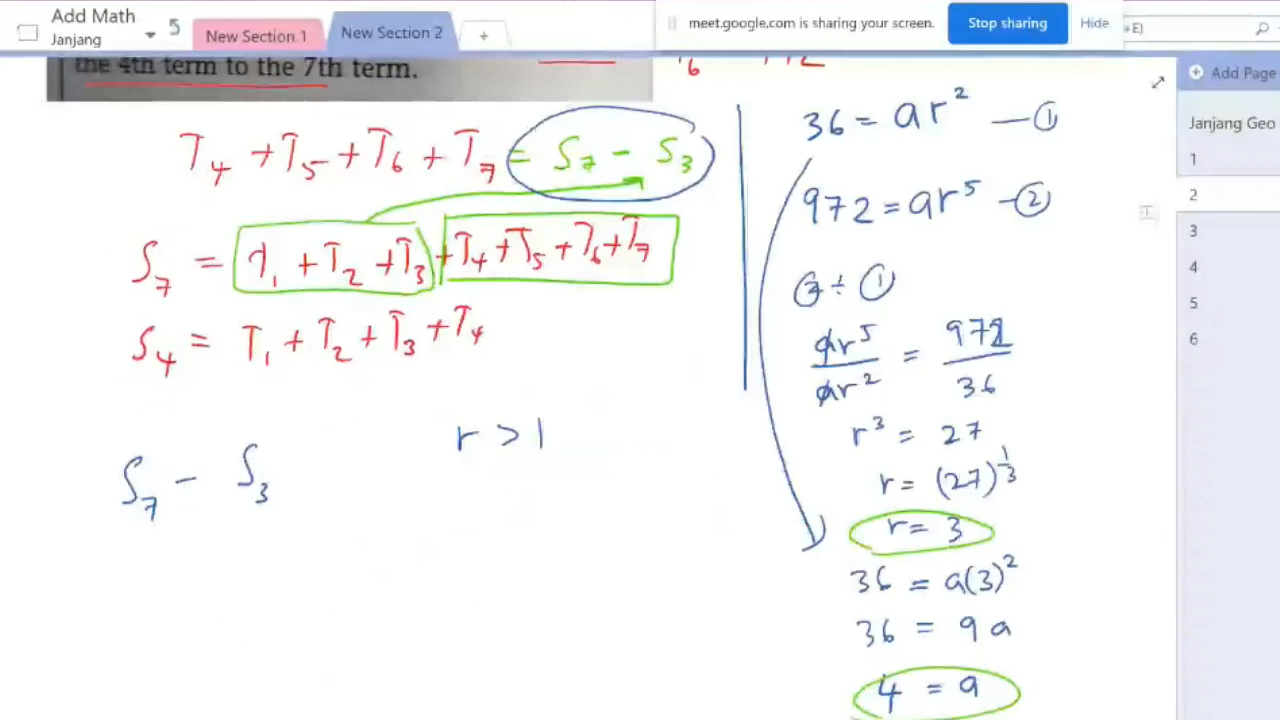 Add Math
Janjang
New Section 1
New Section 2
+
meet.google.com is sharing your screen.
Stop sharing
Hide
+E)
Add Page
Janjang Geo
1
2
3
4
5
6
the 4th term to the 7th term.
T₄ + T₅ + T₆ + T₇ = S₇ - S₃
S₇ = T₁ + T₂ + T₃ + T₄ + T₅ + T₆ + T₇
S₄ = T₁ + T₂ + T₃ + T₄
r > 1
S₇ - S₃
36 = ar² — ①
972 = ar⁵ — ②
② ÷ ①
ar⁵/ar² = 972/36
r³ = 27
r = (27)^1/3
r = 3
36 = a(3)²
36 = 9a
4 = a